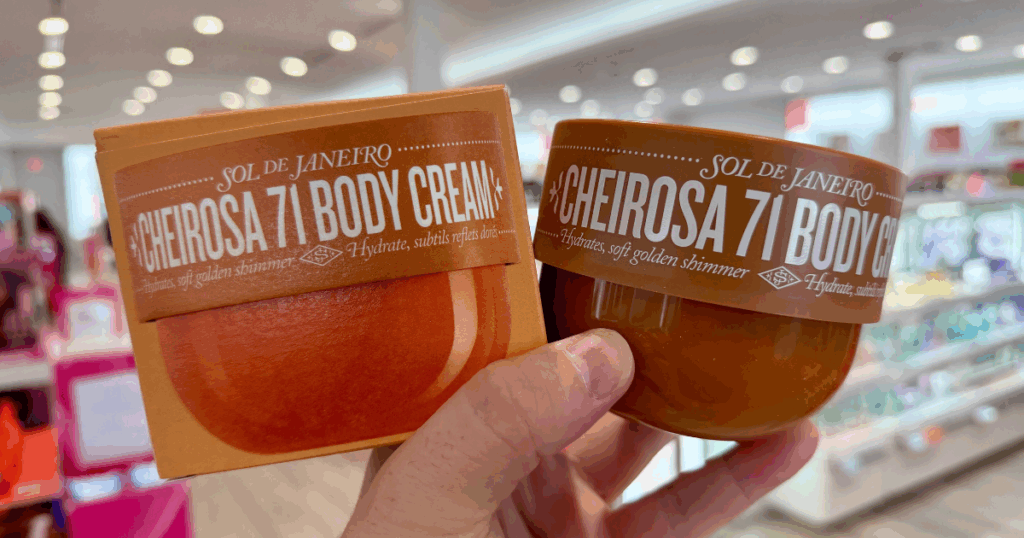 SOL DE JANEIRO
CHEIROSA 71 BODY CREAM
Hydrates, soft golden shimmer
Hydrate, subtils reflets dorés
SOL DE JANEIRO
CHEIROSA 71 BODY
Hydrates, soft golden shimmer
Hydrate, subtils